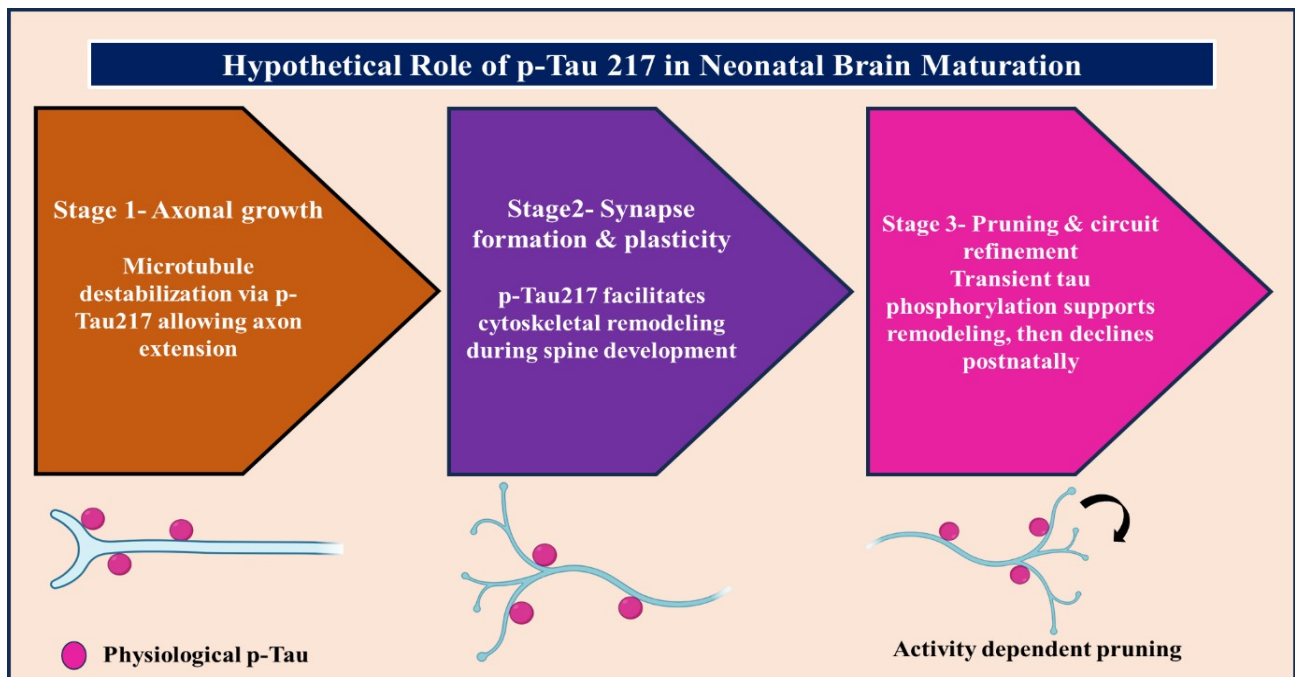 Hypothetical Role of p-Tau 217 in Neonatal Brain Maturation
Stage 1- Axonal growth
Microtubule
destabilization via p-
Tau217 allowing axon
extension
Stage2- Synapse
formation & plasticity
p-Tau217 facilitates
cytoskeletal remodeling
during spine development
Stage 3- Pruning & circuit
refinement
Transient tau
phosphorylation supports
remodeling, then declines
postnatally
Physiological p-Tau
Activity dependent pruning